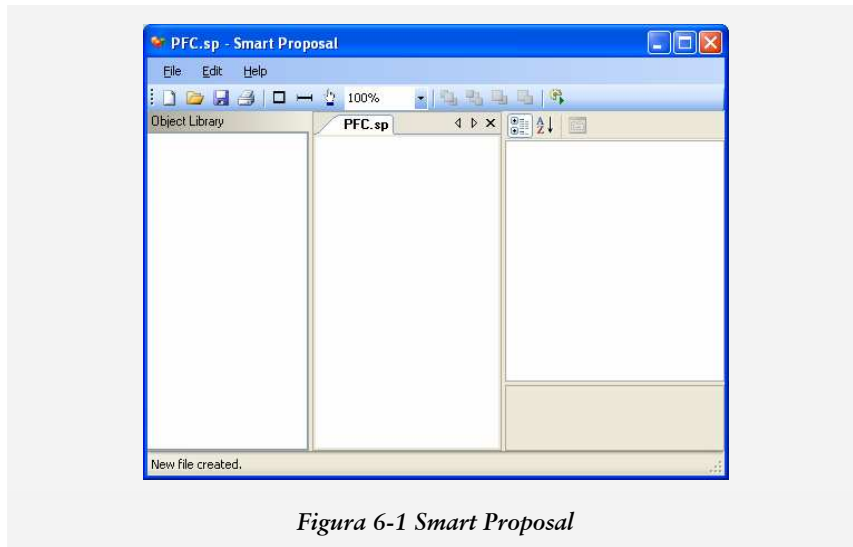 PFC.sp - Smart Proposal
File Edit Help
100%
Object Library
PFC.sp
A
Z
New file created.
Figura 6-1 Smart Proposal